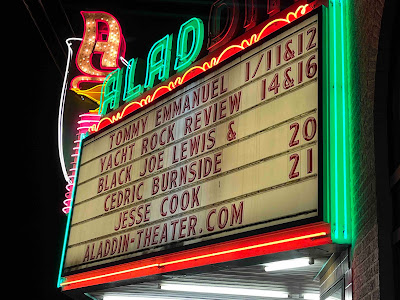 A
ALADDIN
TOMMY EMMANUEL 1/11&12
YACHT ROCK REVIEW 14&16
BLACK JOE LEWIS &
CEDRIC BURNSIDE 20
JESSE COOK 21
ALADDIN-THEATER.COM